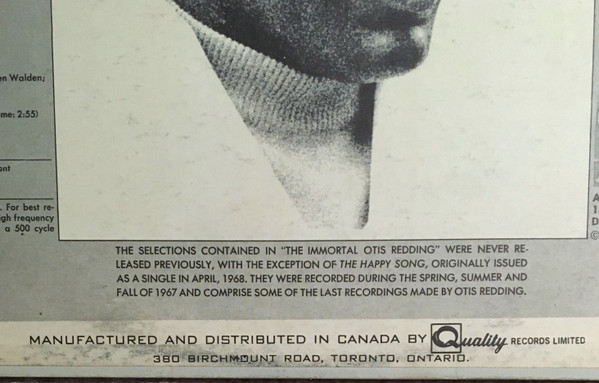 en Walden;
me: 2:55)
ent
. For best re-
gh frequency
a 500 cycle
THE SELECTIONS CONTAINED IN "THE IMMORTAL OTIS REDDING" WERE NEVER RE-
LEASED PREVIOUSLY, WITH THE EXCEPTION OF THE HAPPY SONG, ORIGINALLY ISSUED
AS A SINGLE IN APRIL, 1968. THEY WERE RECORDED DURING THE SPRING, SUMMER AND
FALL OF 1967 AND COMPRISE SOME OF THE LAST RECORDINGS MADE BY OTIS REDDING.
A
1
D
©
MANUFACTURED AND DISTRIBUTED IN CANADA BY Quality RECORDS LIMITED
380 BIRCHMOUNT ROAD, TORONTO, ONTARIO.